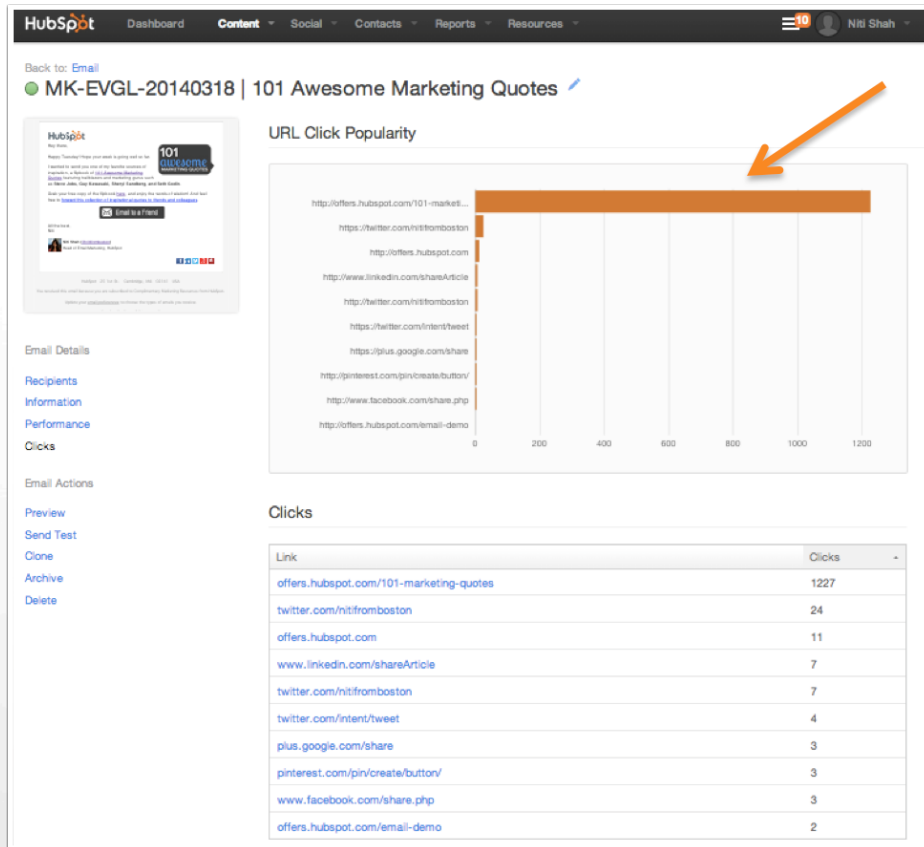 HubSpot Dashboard Content Social Contacts Reports Resources 10 Niti Shah
Back to: Email
MK-EVGL-20140318 | 101 Awesome Marketing Quotes
HubSpot
101
awesome
MARKETING QUOTES
Email to a Friend
URL Click Popularity
http://offers.hubspot.com/101-marketi...
https://twitter.com/nitifromboston
http://offers.hubspot.com
http://www.linkedin.com/shareArticle
http://twitter.com/nitifromboston
https://twitter.com/intent/tweet
https://plus.google.com/share
http://pinterest.com/pin/create/button/
http://www.facebook.com/share.php
http://offers.hubspot.com/email-demo
0 200 400 600 800 1000 1200
Email Details
Recipients
Information
Performance
Clicks
Email Actions
Preview
Send Test
Clone
Archive
Delete
Clicks
Link Clicks
offers.hubspot.com/101-marketing-quotes 1227
twitter.com/nitifromboston 24
offers.hubspot.com 11
www.linkedin.com/shareArticle 7
twitter.com/nitifromboston 7
twitter.com/intent/tweet 4
plus.google.com/share 3
pinterest.com/pin/create/button/ 3
www.facebook.com/share.php 3
offers.hubspot.com/email-demo 2